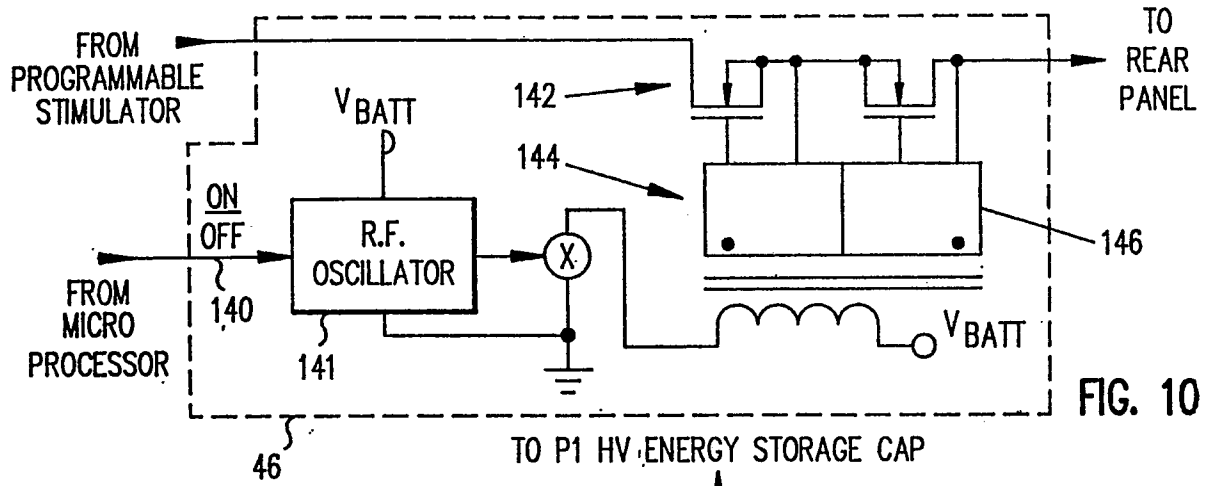 FROM
PROGRAMMABLE
STIMULATOR
TO
REAR
PANEL
142
V BATT
144
ON
OFF
R.F.
OSCILLATOR
X
146
FROM
MICRO
PROCESSOR
140
141
V BATT
FIG. 10
46
TO P1 HV ENERGY STORAGE CAP